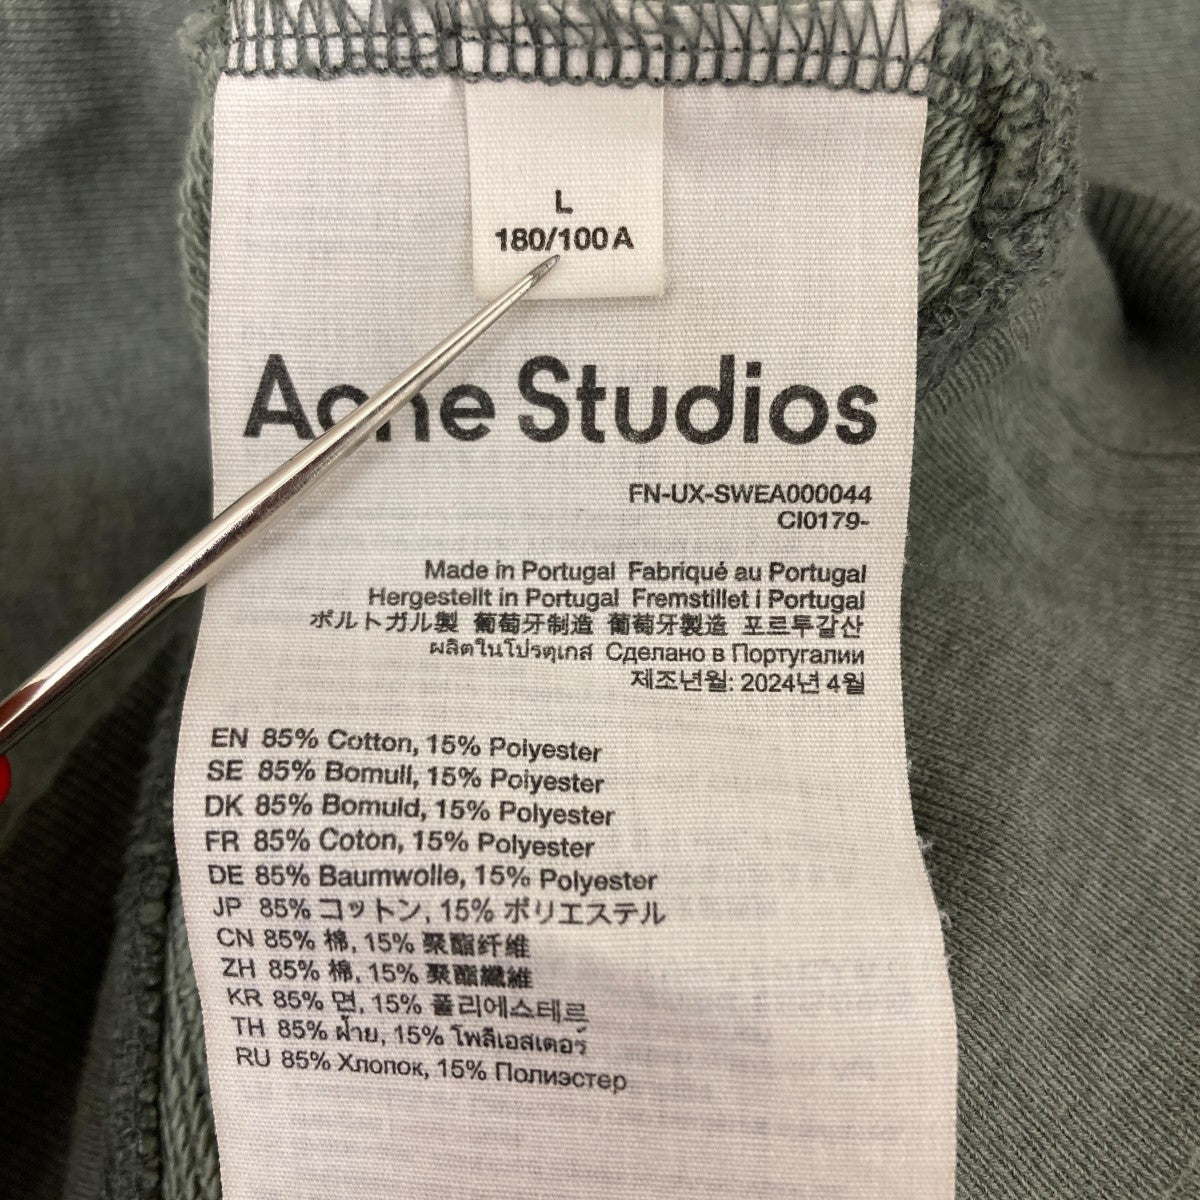 L
180/100A
Acne Studios
FN-UX-SWEA000044
CI0179-
Made in Portugal Fabriqué au Portugal
Hergestellt in Portugal Fremstillet i Portugal
ポルトガル製 葡萄牙制造 葡萄牙製造 포르투갈산
ผลิตในโปรตุเกส Сделано в Португалии
제조년월: 2024년 4월
EN 85% Cotton, 15% Polyester
SE 85% Bomull, 15% Polyester
DK 85% Bomuld, 15% Polyester
FR 85% Coton, 15% Polyester
DE 85% Baumwolle, 15% Polyester
JP 85% コットン, 15% ポリエステル
CN 85% 棉, 15% 聚酯纤维
ZH 85% 棉, 15% 聚酯纖維
KR 85% 면, 15% 폴리에스테르
TH 85% ฝ้าย, 15% โพลีเอสเตอร์
RU 85% Хлопок, 15% Полиэстер